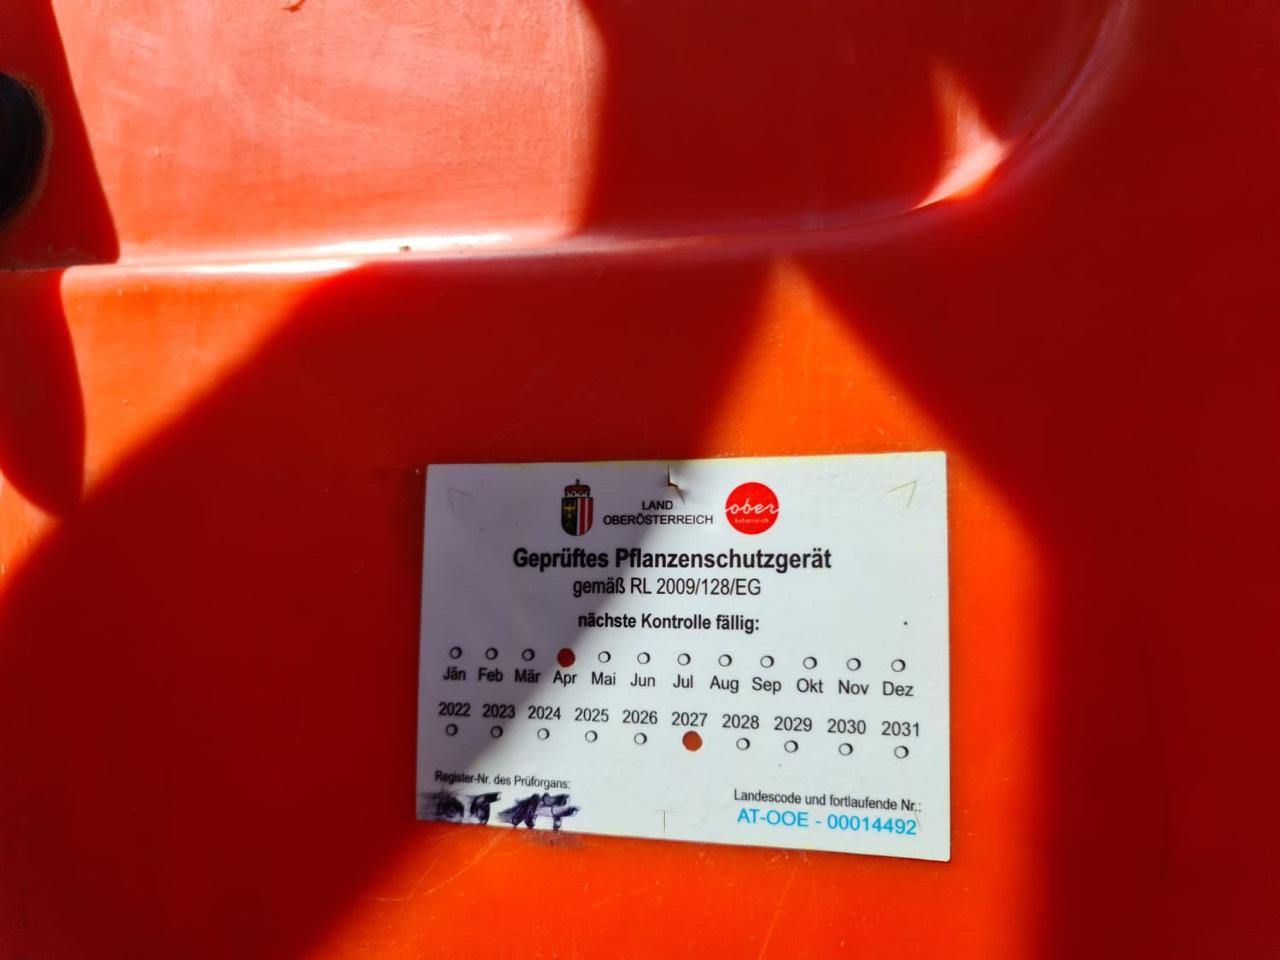 LAND
OBERÖSTERREICH
ober
österreich
Geprüftes Pflanzenschutzgerät
gemäß RL 2009/128/EG
nächste Kontrolle fällig:
Jän Feb Mär Apr Mai Jun Jul Aug Sep Okt Nov Dez
2022 2023 2024 2025 2026 2027 2028 2029 2030 2031
Register-Nr. des Prüforgans:
Landescode und fortlaufende Nr.:
AT-OOE - 00014492